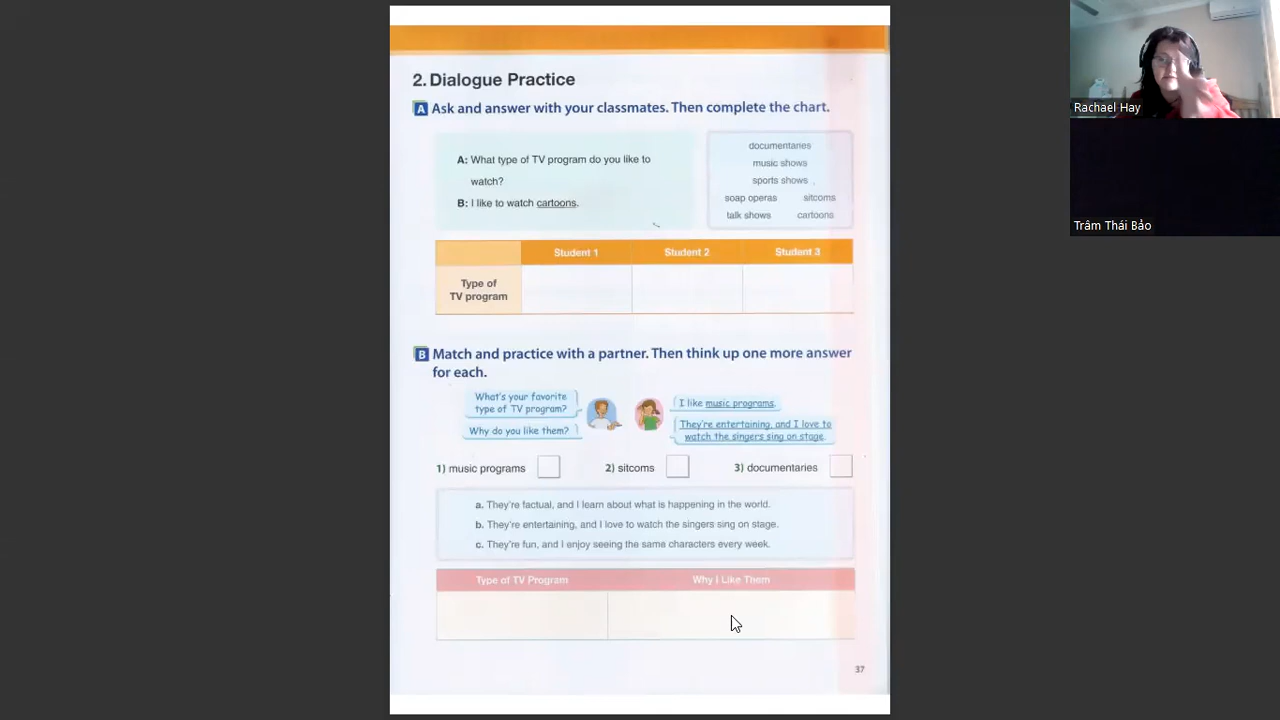 2. Dialogue Practice
A Ask and answer with your classmates. Then complete the chart.
A: What type of TV program do you like to
watch?
B: I like to watch cartoons.
documentaries
music shows
sports shows
soap operas sitcoms
talk shows cartoons
Student 1 Student 2 Student 3
Type of
TV program
B Match and practice with a partner. Then think up one more answer
for each.
What's your favorite
type of TV program?
Why do you like them?
I like music programs.
They're entertaining, and I love to
watch the singers sing on stage.
1) music programs 2) sitcoms 3) documentaries
a. They're factual, and I learn about what is happening in the world.
b. They're entertaining, and I love to watch the singers sing on stage.
c. They're fun, and I enjoy seeing the same characters every week.
Type of TV Program Why I Like Them
37
Rachael Hay
Trâm Thái Bảo